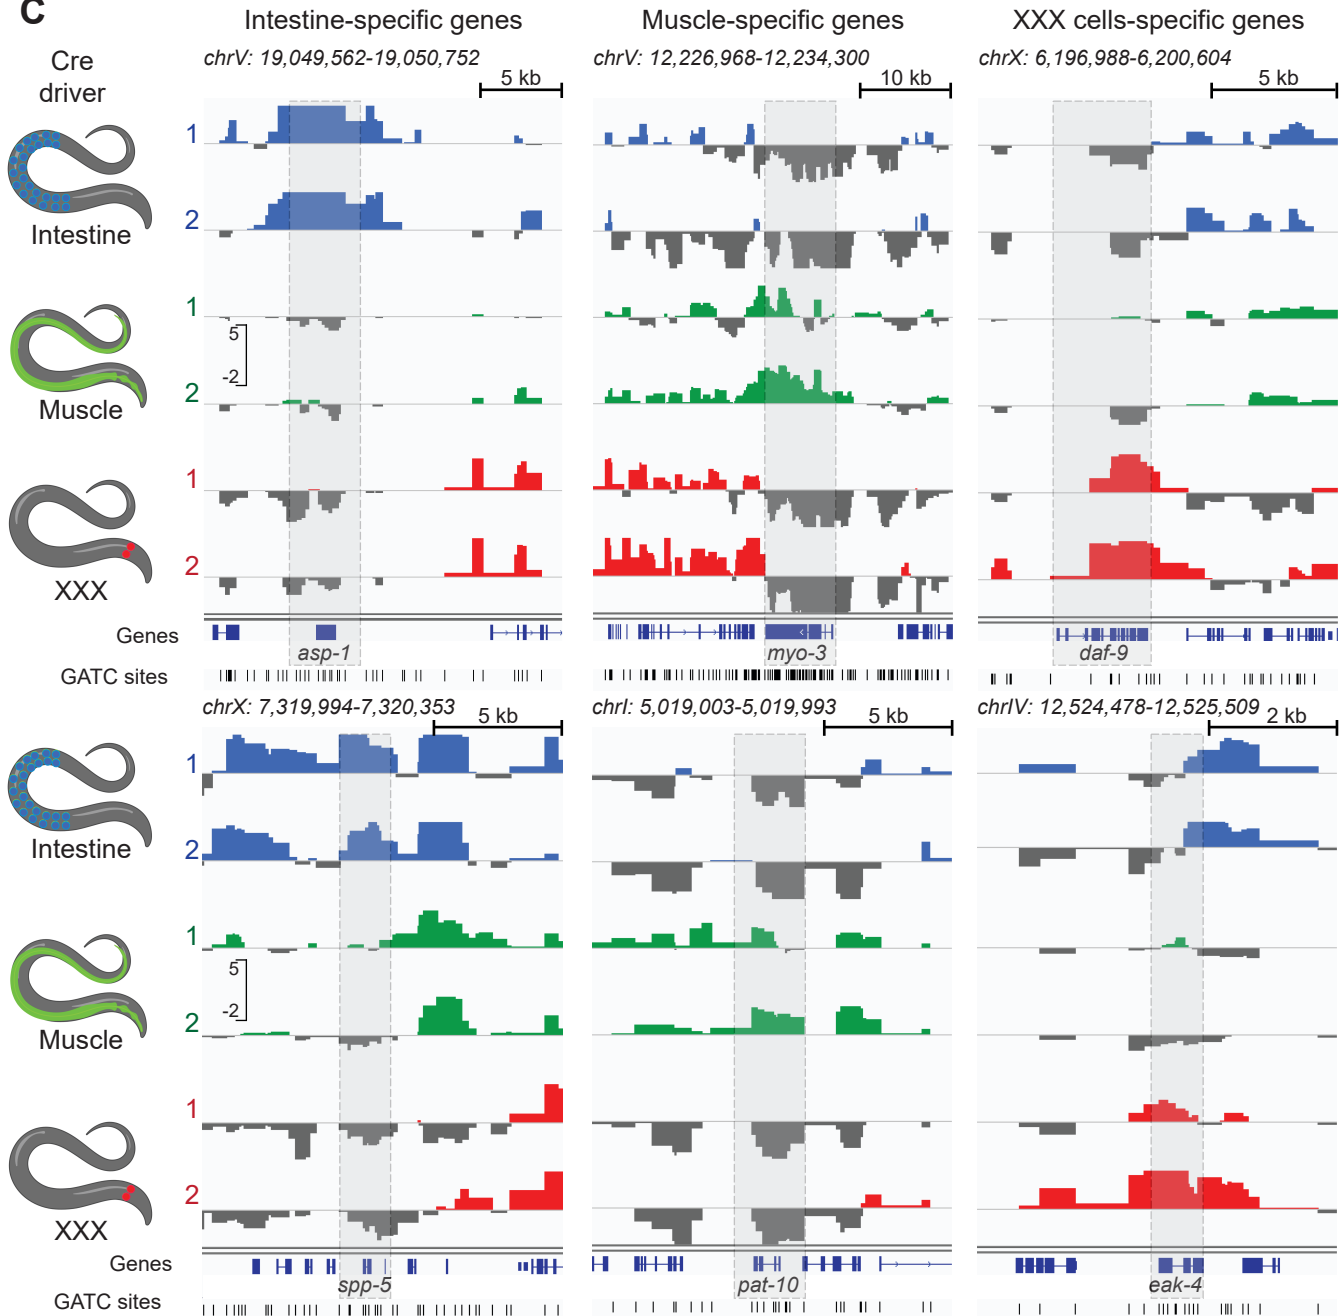 C
Intestine-specific genes
Muscle-specific genes
XXX cells-specific genes
Cre
driver
chrV: 19,049,562-19,050,752
5 kb
chrV: 12,226,968-12,234,300
10 kb
chrX: 6,196,988-6,200,604
5 kb
1
2
Intestine
1
5
-2
2
Muscle
1
2
XXX
Genes
asp-1
myo-3
daf-9
GATC sites
chrX: 7,319,994-7,320,353
5 kb
chrI: 5,019,003-5,019,993
5 kb
chrIV: 12,524,478-12,525,509
2 kb
1
2
Intestine
1
5
-2
2
Muscle
1
2
XXX
Genes
spp-5
pat-10
eak-4
GATC sites